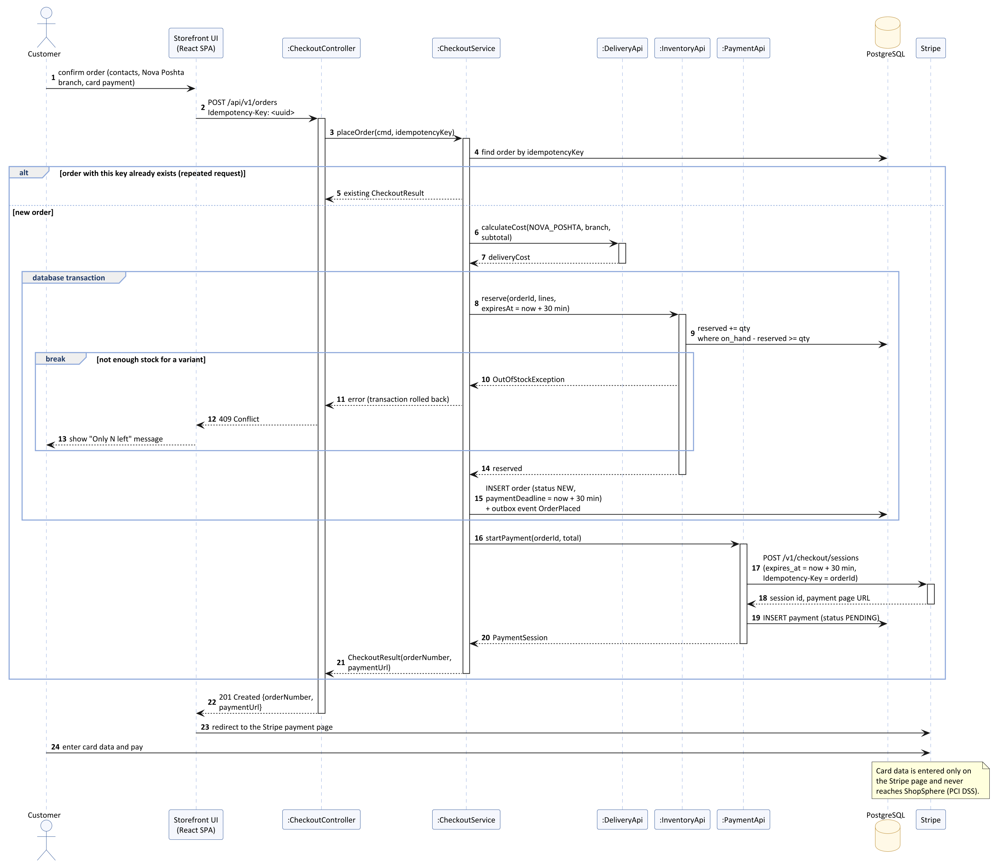 Customer
Storefront UI
(React SPA)
:CheckoutController
:CheckoutService
:DeliveryApi
:InventoryApi
:PaymentApi
PostgreSQL
Stripe
1 confirm order (contacts, Nova Poshta
branch, card payment)
2 POST /api/v1/orders
Idempotency-Key: <uuid>
3 placeOrder(cmd, idempotencyKey)
4 find order by idempotencyKey
alt [order with this key already exists (repeated request)]
5 existing CheckoutResult
[new order]
6 calculateCost(NOVA_POSHTA, branch,
subtotal)
7 deliveryCost
database transaction
8 reserve(orderId, lines,
expiresAt = now + 30 min)
9 reserved += qty
where on_hand - reserved >= qty
break [not enough stock for a variant]
10 OutOfStockException
11 error (transaction rolled back)
12 409 Conflict
13 show "Only N left" message
14 reserved
15 INSERT order (status NEW,
paymentDeadline = now + 30 min)
+ outbox event OrderPlaced
16 startPayment(orderId, total)
17 POST /v1/checkout/sessions
(expires_at = now + 30 min,
Idempotency-Key = orderId)
18 session id, payment page URL
19 INSERT payment (status PENDING)
20 PaymentSession
21 CheckoutResult(orderNumber,
paymentUrl)
22 201 Created {orderNumber,
paymentUrl}
23 redirect to the Stripe payment page
24 enter card data and pay
Card data is entered only on
the Stripe page and never
reaches ShopSphere (PCI DSS).
Customer
Storefront UI
(React SPA)
:CheckoutController
:CheckoutService
:DeliveryApi
:InventoryApi
:PaymentApi
PostgreSQL
Stripe